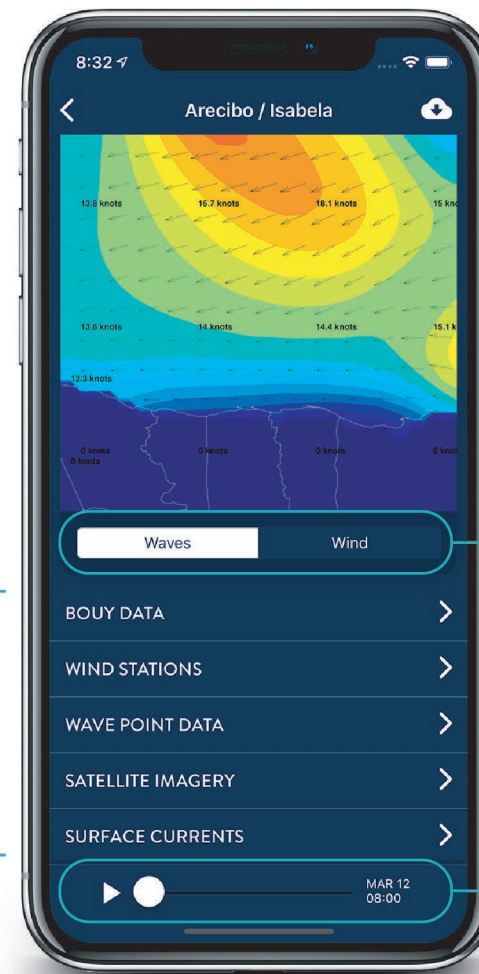 8:32
Arecibo / Isabela
13.8 knots 16.7 knots 18.1 knots 15 kno
13.6 knots 14 knots 14.4 knots 15.1 k
12.3 knots
0 knots 0 knots 0 knots 0 knot
0 knots
Waves Wind
BOUY DATA
WIND STATIONS
WAVE POINT DATA
SATELLITE IMAGERY
SURFACE CURRENTS
MAR 12
08:00